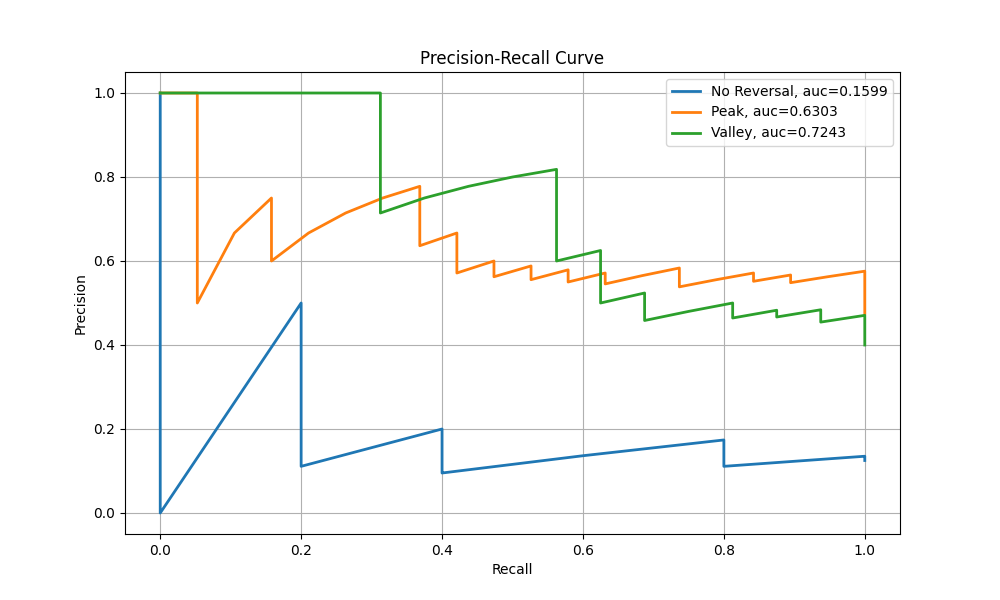 Precision-Recall Curve
No Reversal, auc=0.1599
Peak, auc=0.6303
Valley, auc=0.7243
Precision
1.0
0.8
0.6
0.4
0.2
0.0
0.0 0.2 0.4 0.6 0.8 1.0
Recall